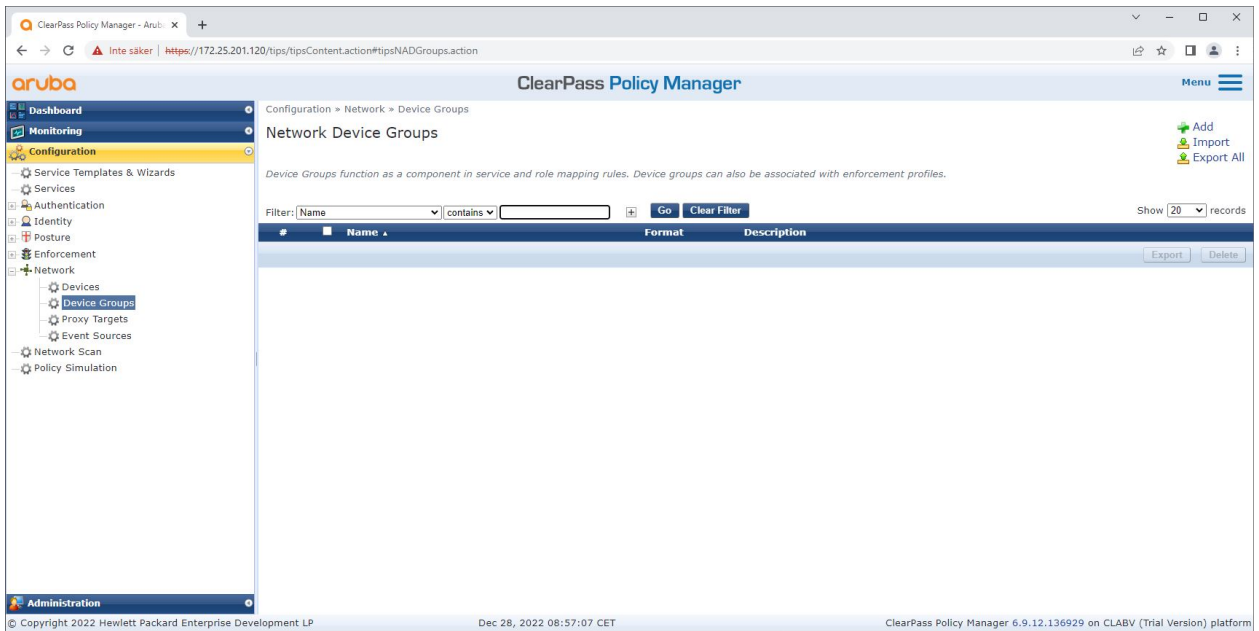 ClearPass Policy Manager - Arub
Inte säker | https://172.25.201.120/tips/tipsContent.action#tipsNADGroups.action
aruba
ClearPass Policy Manager
Menu
Dashboard
Monitoring
Configuration
Service Templates & Wizards
Services
Authentication
Identity
Posture
Enforcement
Network
Devices
Device Groups
Proxy Targets
Event Sources
Network Scan
Policy Simulation
Administration
Configuration » Network » Device Groups
Network Device Groups
Add
Import
Export All
Device Groups function as a component in service and role mapping rules. Device groups can also be associated with enforcement profiles.
Filter: Name contains Go Clear Filter Show 20 records
# Name Format Description
Export Delete
© Copyright 2022 Hewlett Packard Enterprise Development LP Dec 28, 2022 08:57:07 CET ClearPass Policy Manager 6.9.12.136929 on CLABV (Trial Version) platform